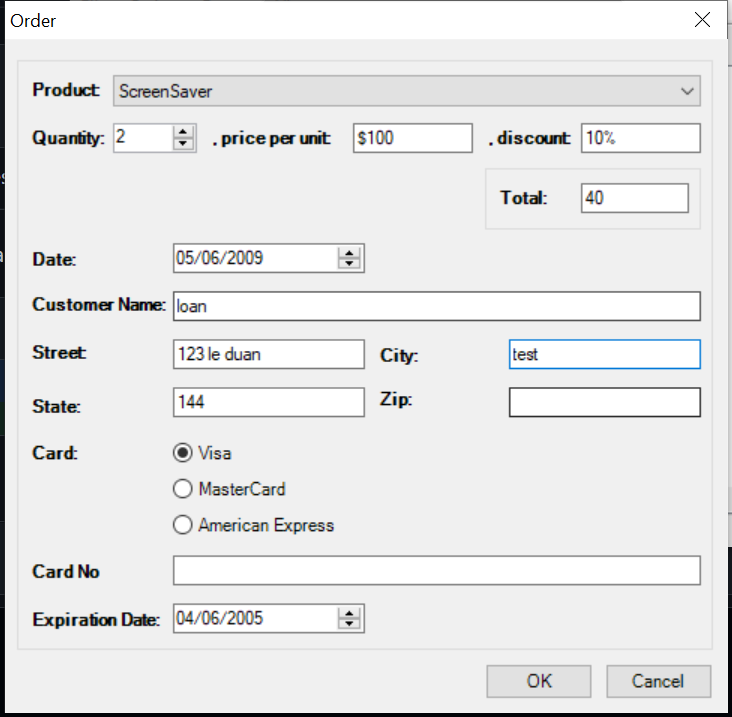 Order
Product: ScreenSaver
Quantity: 2 , price per unit: $100 , discount: 10%
Total: 40
Date: 05/06/2009
Customer Name: loan
Street: 123 le duan City: test
State: 144 Zip:
Card: Visa
MasterCard
American Express
Card No
Expiration Date: 04/06/2005
OK Cancel